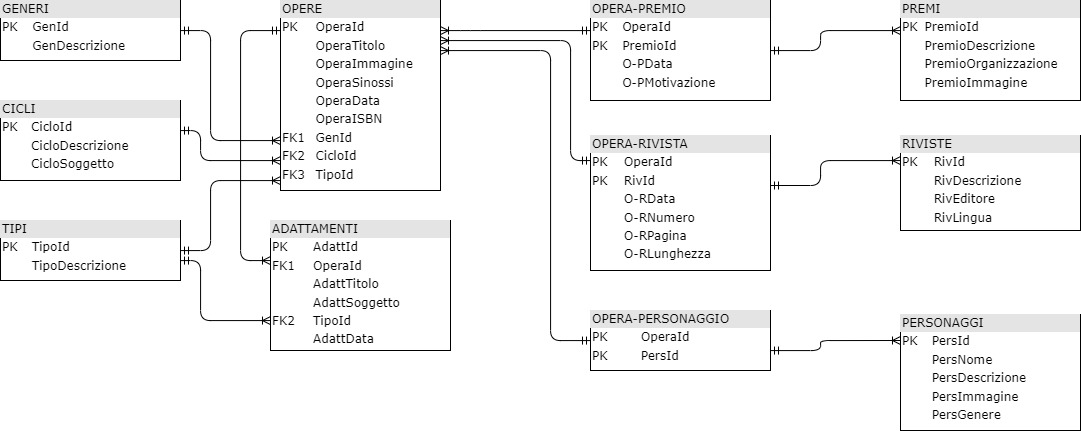 GENERI
PK GenId
GenDescrizione
CICLI
PK CicloId
CicloDescrizione
CicloSoggetto
TIPI
PK TipoId
TipoDescrizione
OPERE
PK OperaId
OperaTitolo
OperaImmagine
OperaSinossi
OperaData
OperaISBN
FK1 GenId
FK2 CicloId
FK3 TipoId
ADATTAMENTI
PK AdattId
FK1 OperaId
AdattTitolo
AdattSoggetto
FK2 TipoId
AdattData
OPERA-PREMIO
PK OperaId
PK PremioId
O-PData
O-PMotivazione
OPERA-RIVISTA
PK OperaId
PK RivId
O-RData
O-RNumero
O-RPagina
O-RLunghezza
OPERA-PERSONAGGIO
PK OperaId
PK PersId
PREMI
PK PremioId
PremioDescrizione
PremioOrganizzazione
PremioImmagine
RIVISTE
PK RivId
RivDescrizione
RivEditore
RivLingua
PERSONAGGI
PK PersId
PersNome
PersDescrizione
PersImmagine
PersGenere